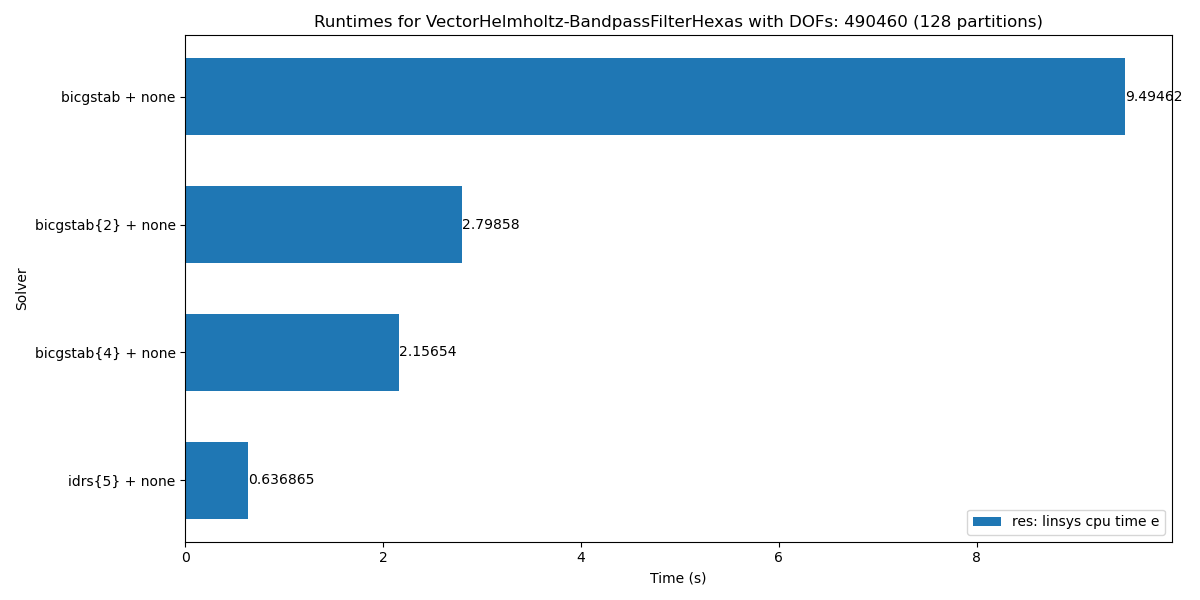 Runtimes for VectorHelmholtz-BandpassFilterHexas with DOFs: 490460 (128 partitions)
bicgstab + none
9.49462
bicgstab{2} + none
2.79858
Solver
bicgstab{4} + none
2.15654
idrs{5} + none
0.636865
res: linsys cpu time e
0 2 4 6 8
Time (s)